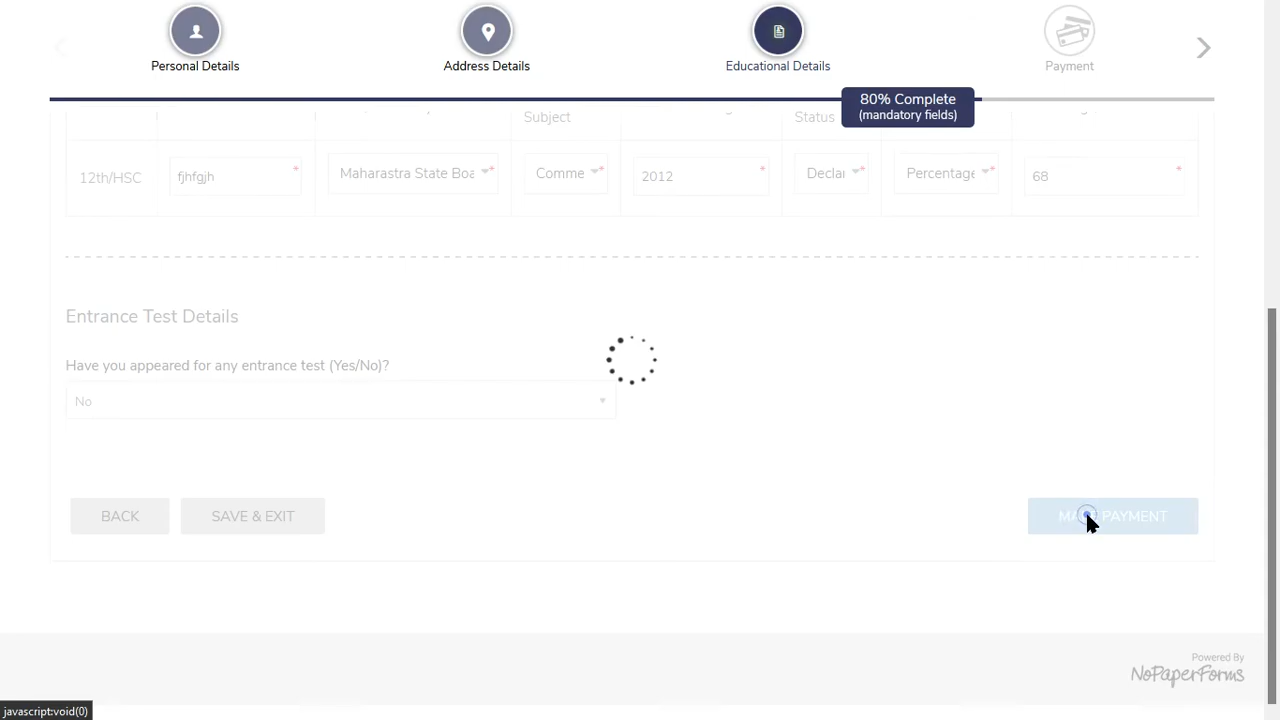 Personal Details
Address Details
Educational Details
Payment
80% Complete
(mandatory fields)
Subject
Status
12th/HSC
fjhfgjh
*
Maharastra State Boa
*
Comme
*
2012
*
Declar
*
Percentage
*
68
*
Entrance Test Details
Have you appeared for any entrance test (Yes/No)?
No
BACK
SAVE & EXIT
PAYMENT
Powered By
NoPaperForms
javascript:void(0)